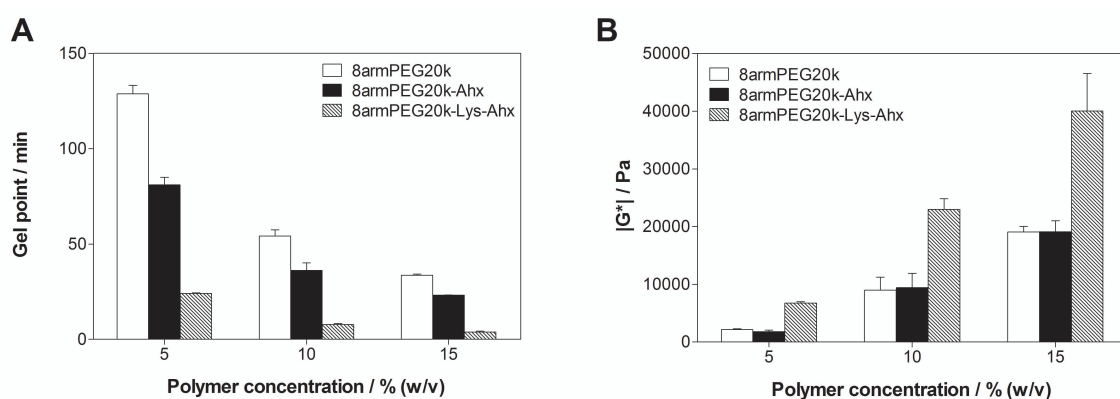 A
Gel point / min
150
100
50
0
8armPEG20k
8armPEG20k-Ahx
8armPEG20k-Lys-Ahx
5 10 15
Polymer concentration / % (w/v)
B
|G*| / Pa
50000
40000
30000
20000
10000
0
8armPEG20k
8armPEG20k-Ahx
8armPEG20k-Lys-Ahx
5 10 15
Polymer concentration / % (w/v)